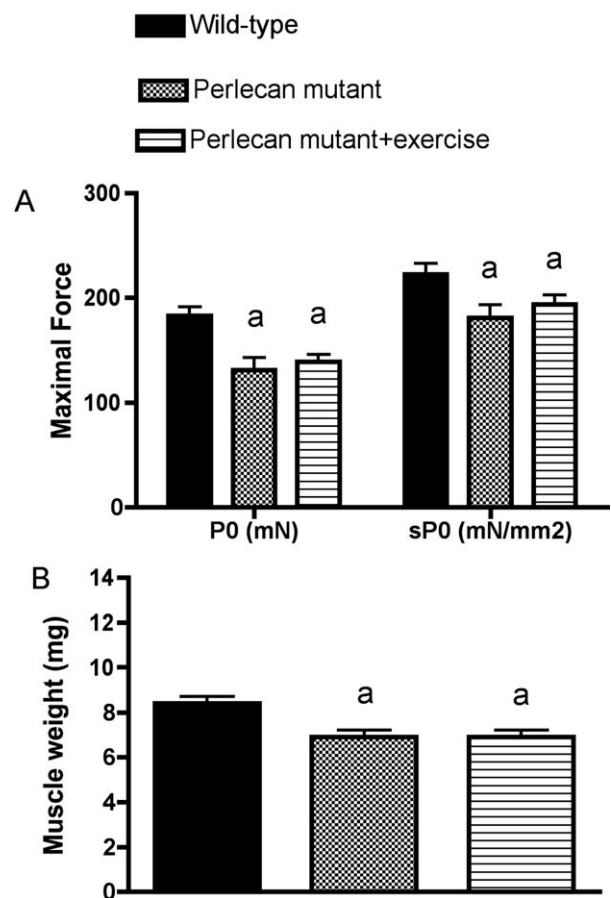 Wild-type
Perlecan mutant
Perlecan mutant+exercise
A
Maximal Force
300
200
100
0
a
a
a
a
P0 (mN)
sP0 (mN/mm2)
B
Muscle weight (mg)
14
12
10
8
6
4
2
0
a
a